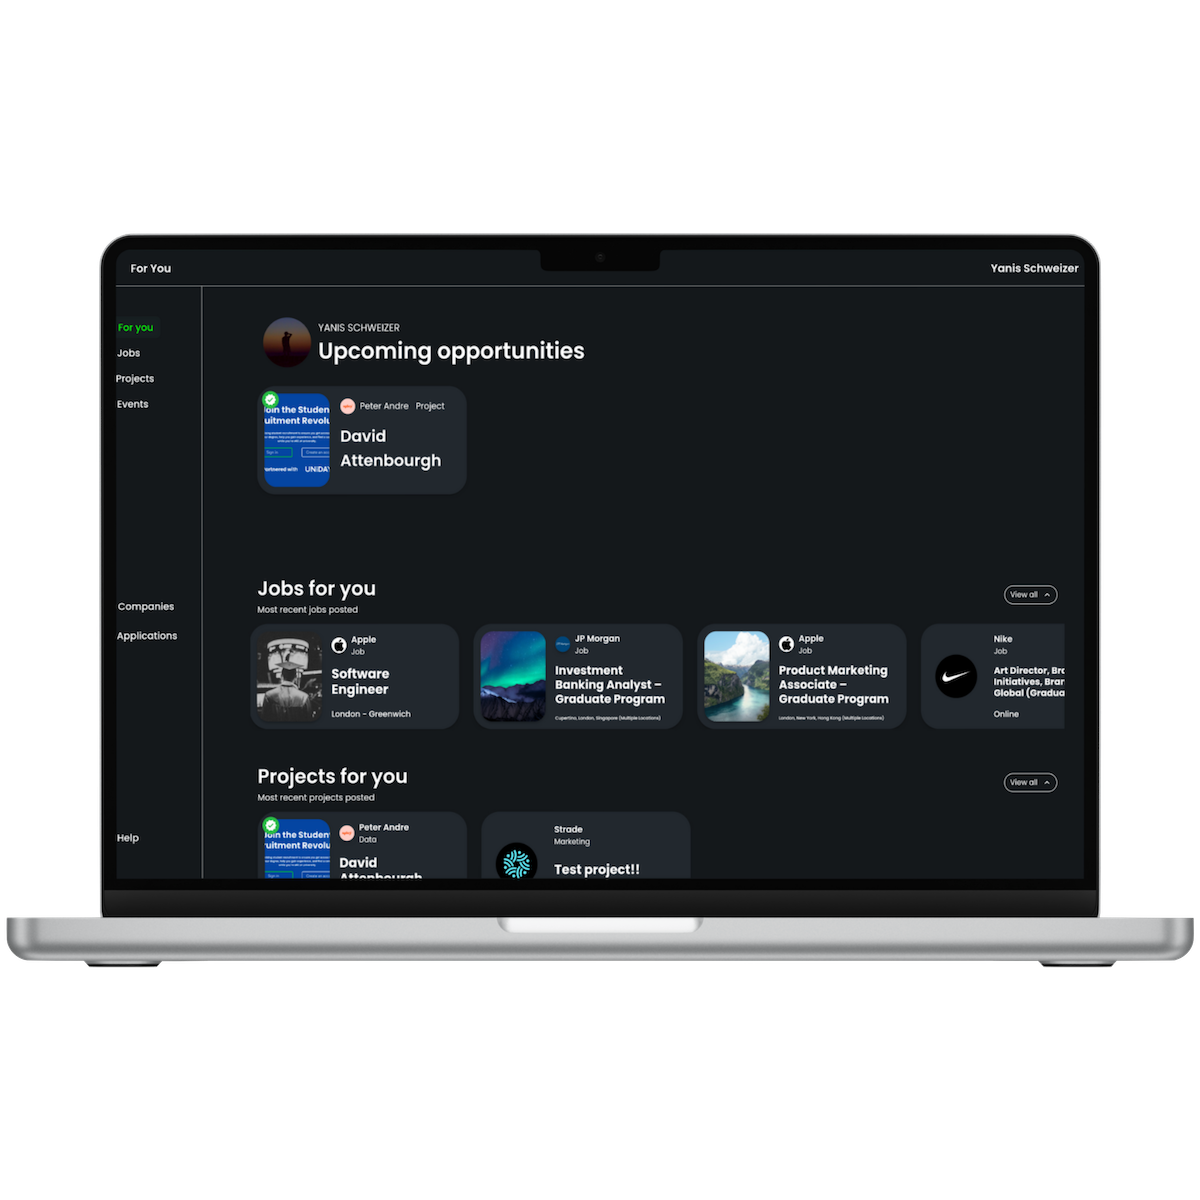 For You
Yanis Schweizer
For you
Jobs
Projects
Events
Companies
Applications
Help
YANIS SCHWEIZER
Upcoming opportunities
oin the Studen
uitment Revolu
Sign in
Create an
artnered with UNiDAY
Peter Andre Project
David
Attenbourgh
Jobs for you
Most recent jobs posted
View all
Apple
Job
Software
Engineer
London - Greenwich
JP Morgan
Job
Investment
Banking Analyst –
Graduate Program
Cupertino, London, Singapore (Multiple Locations)
Apple
Job
Product Marketing
Associate –
Graduate Program
London, New York, Hong Kong (Multiple Locations)
Nike
Job
Art Director, Bra
Initiatives, Bran
Global (Gradua
Online
Projects for you
Most recent projects posted
View all
Join the Studen
ruitment Revolu
Sign in
Create an
Peter Andre
Data
David
Attenbourgh
Strade
Marketing
Test project!!